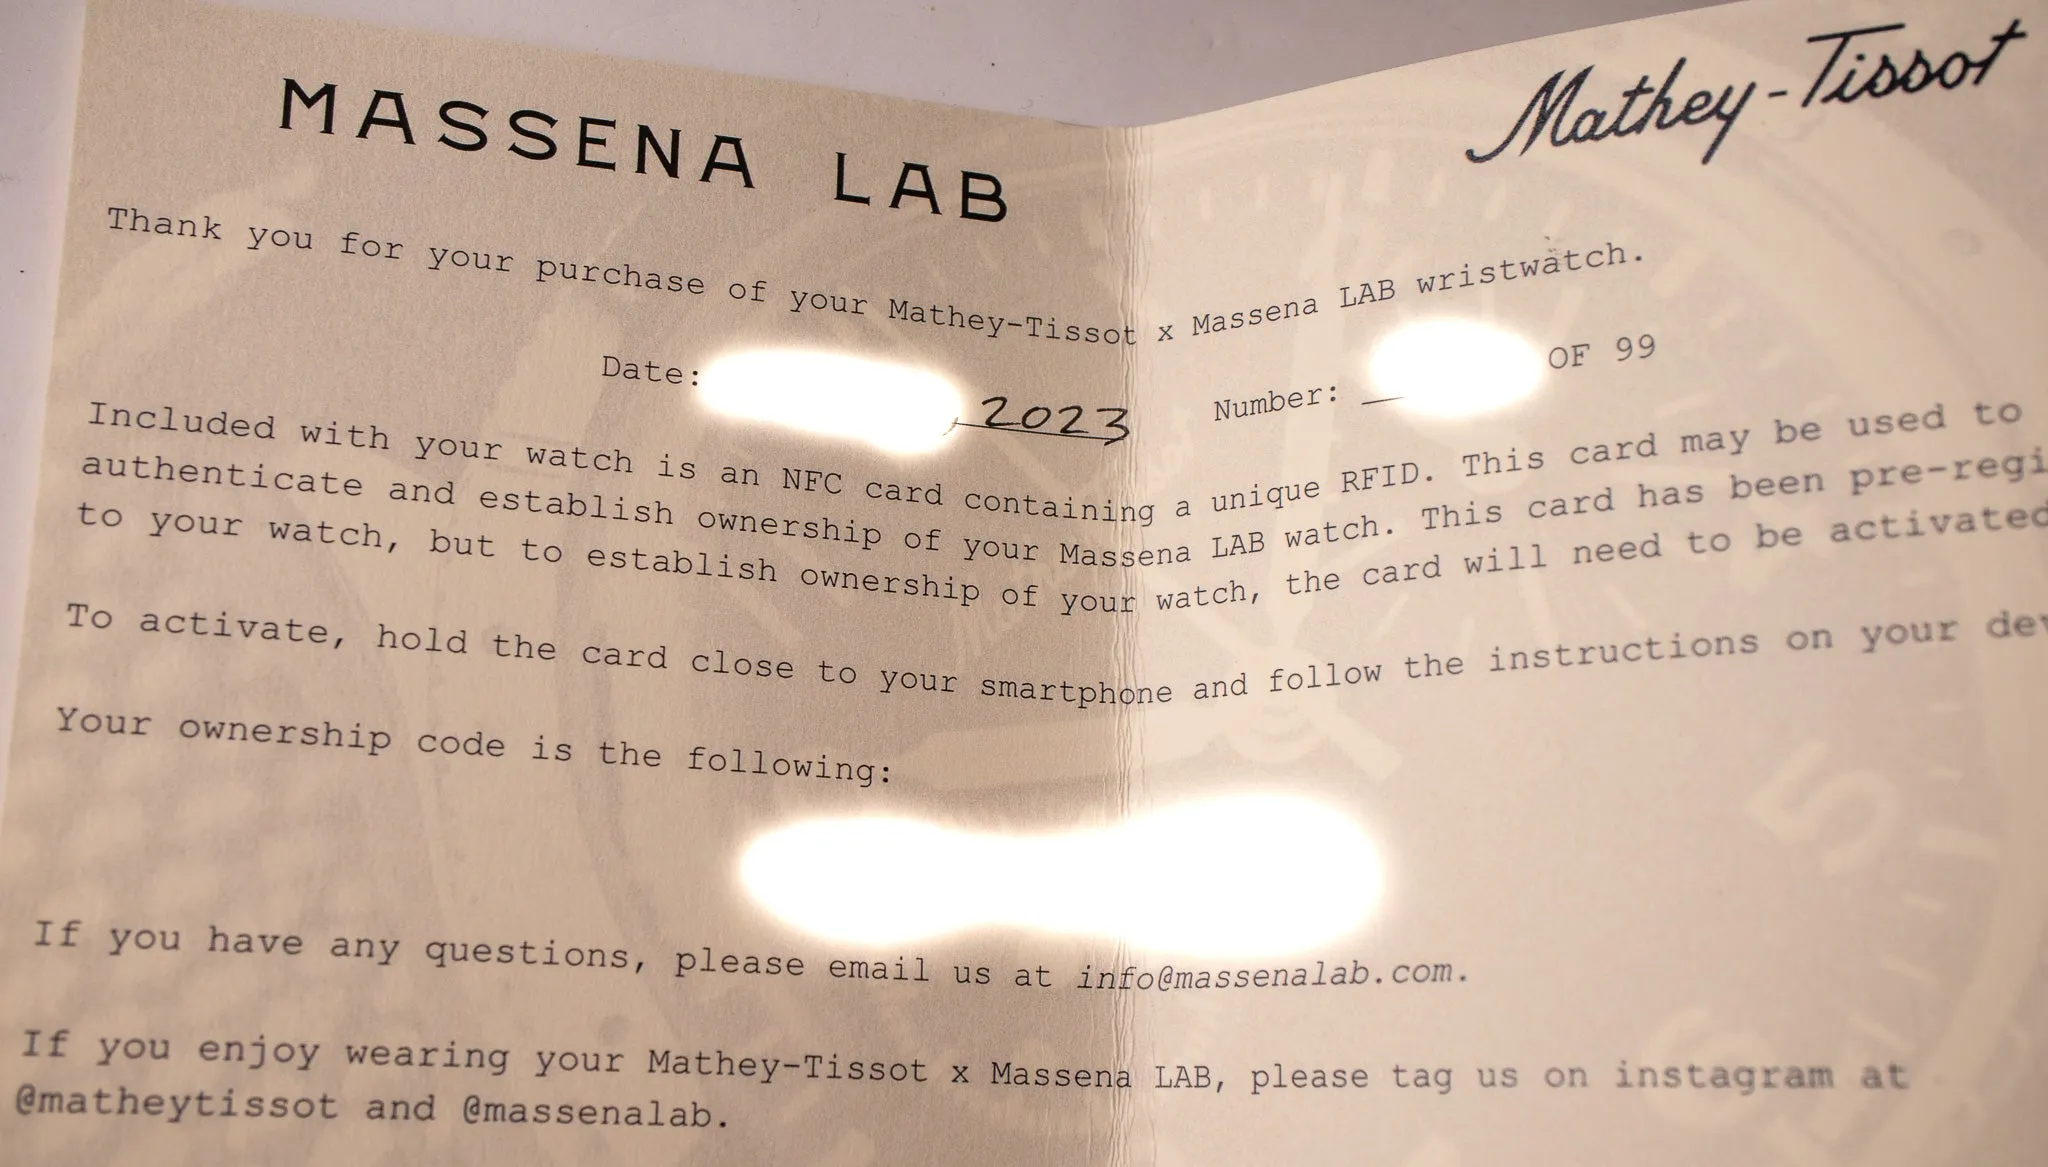 MASSENA LAB
Mathey-Tissot
Thank you for your purchase of your Mathey-Tissot x Massena LAB wristwatch.
Date: , 2023 Number: OF 99
Included with your watch is an NFC card containing a unique RFID. This card may be used to
authenticate and establish ownership of your Massena LAB watch. This card has been pre-regi
to your watch, but to establish ownership of your watch, the card will need to be activated
To activate, hold the card close to your smartphone and follow the instructions on your dev
Your ownership code is the following:
If you have any questions, please email us at info@massenalab.com.
If you enjoy wearing your Mathey-Tissot x Massena LAB, please tag us on instagram at
@matheytissot and @massenalab.